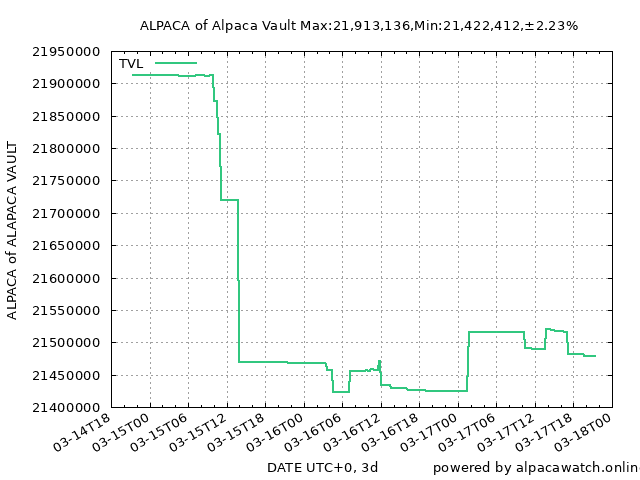 ALPACA of Alpaca Vault Max:21,913,136,Min:21,422,412,±2.23%
TVL
21950000
21900000
21850000
21800000
21750000
21700000
21650000
21600000
21550000
21500000
21450000
21400000
ALPACA of ALAPACA VAULT
03-14T18
03-15T00
03-15T06
03-15T12
03-15T18
03-16T00
03-16T06
03-16T12
03-16T18
03-17T00
03-17T06
03-17T12
03-17T18
03-18T00
DATE UTC+0, 3d
powered by alpacawatch.onlin